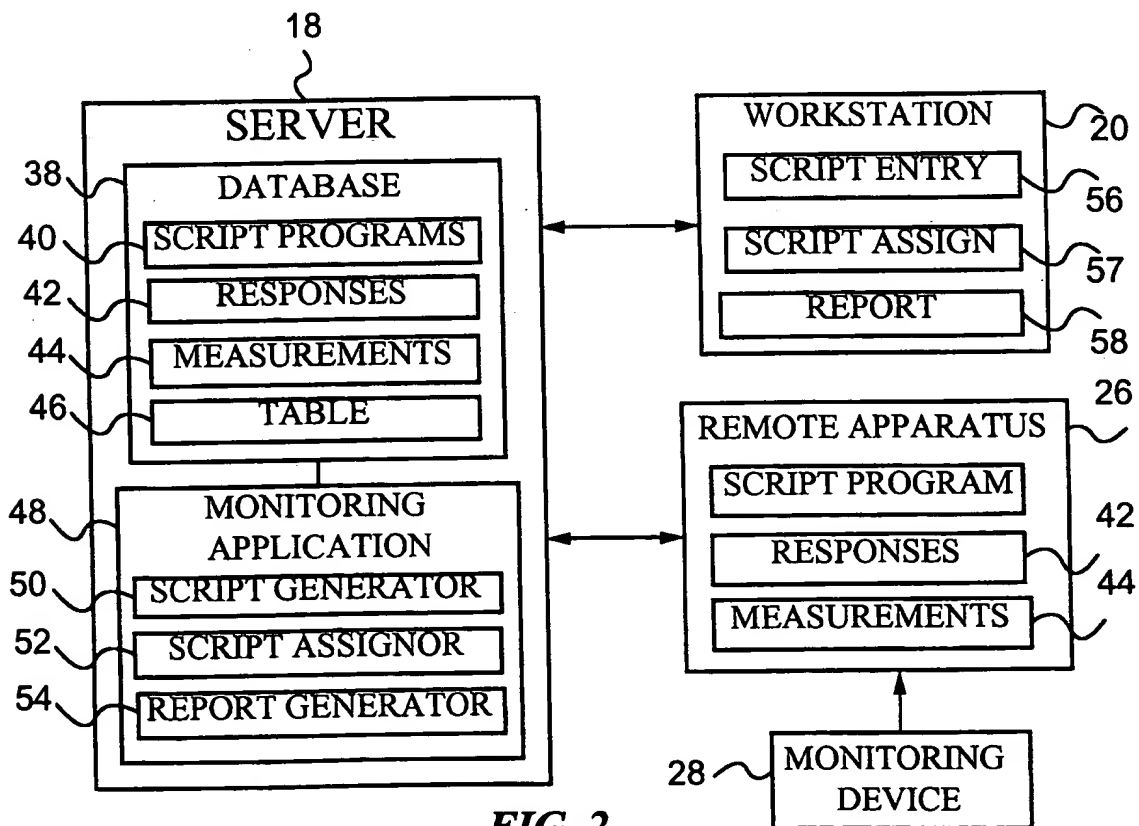 18
SERVER
38
DATABASE
40
SCRIPT PROGRAMS
42
RESPONSES
44
MEASUREMENTS
46
TABLE
48
MONITORING
APPLICATION
50
SCRIPT GENERATOR
52
SCRIPT ASSIGNOR
54
REPORT GENERATOR
WORKSTATION
20
SCRIPT ENTRY
56
SCRIPT ASSIGN
57
REPORT
58
26
REMOTE APPARATUS
SCRIPT PROGRAM
RESPONSES
42
MEASUREMENTS
44
28
MONITORING
DEVICE
FIG. 2